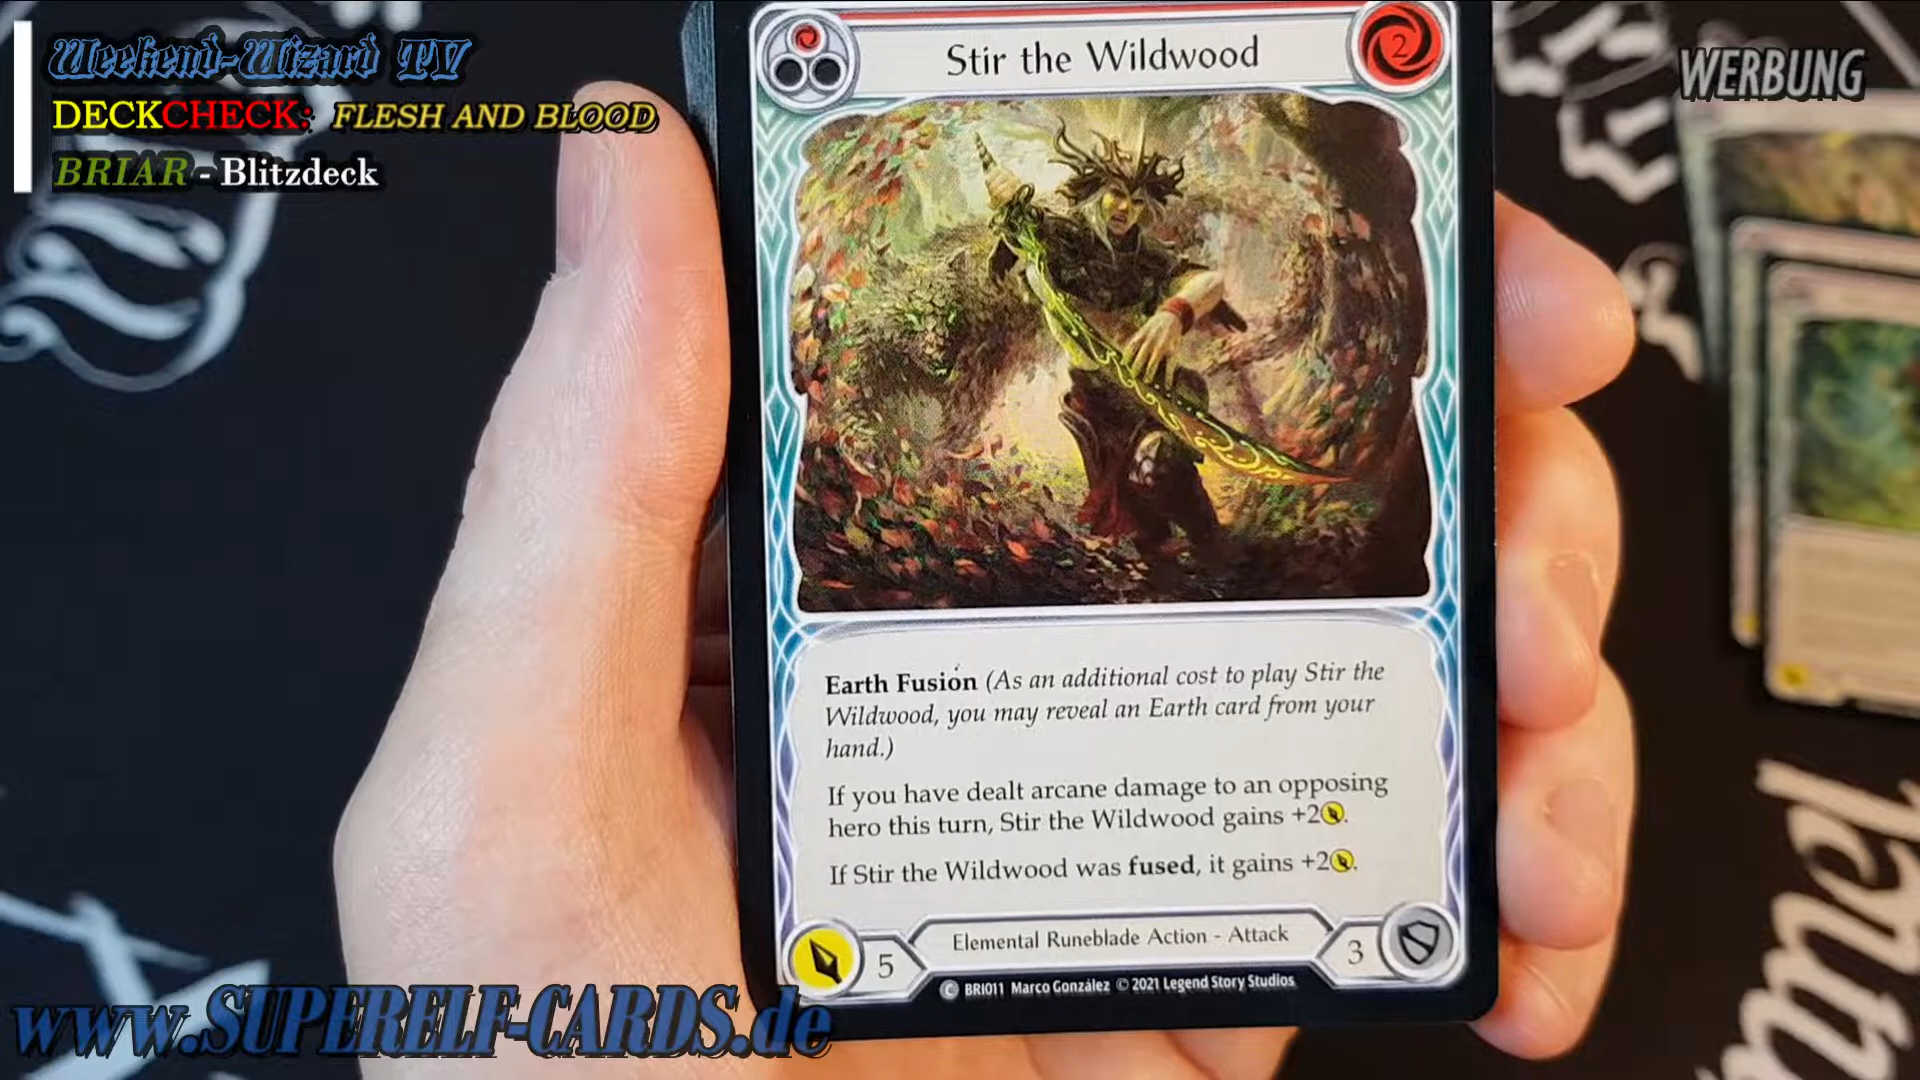 Weekend-Wizard TV
DECKCHECK: FLESH AND BLOOD
BRIAR - Blitzdeck
WERBUNG
Stir the Wildwood
2
Earth Fusion (As an additional cost to play Stir the
Wildwood, you may reveal an Earth card from your
hand.)
If you have dealt arcane damage to an opposing
hero this turn, Stir the Wildwood gains +2.
If Stir the Wildwood was fused, it gains +2.
5
Elemental Runeblade Action - Attack
3
C BRI011 Marco González © 2021 Legend Story Studios
www.SUPERELF-CARDS.de